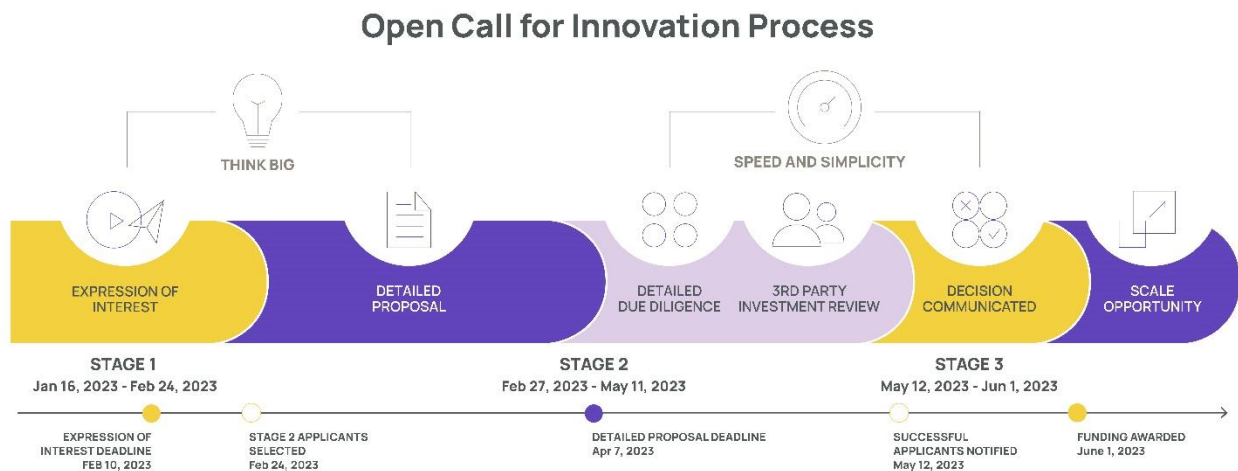 Open Call for Innovation Process
THINK BIG
SPEED AND SIMPLICITY
EXPRESSION OF
INTEREST
DETAILED
PROPOSAL
DETAILED
DUE DILIGENCE
3RD PARTY
INVESTMENT REVIEW
DECISION
COMMUNICATED
SCALE
OPPORTUNITY
STAGE 1
Jan 16, 2023 - Feb 24, 2023
STAGE 2
Feb 27, 2023 - May 11, 2023
STAGE 3
May 12, 2023 - Jun 1, 2023
EXPRESSION OF
INTEREST DEADLINE
FEB 10, 2023
STAGE 2 APPLICANTS
SELECTED
Feb 24, 2023
DETAILED PROPOSAL DEADLINE
Apr 7, 2023
SUCCESSFUL
APPLICANTS NOTIFIED
May 12, 2023
FUNDING AWARDED
June 1, 2023